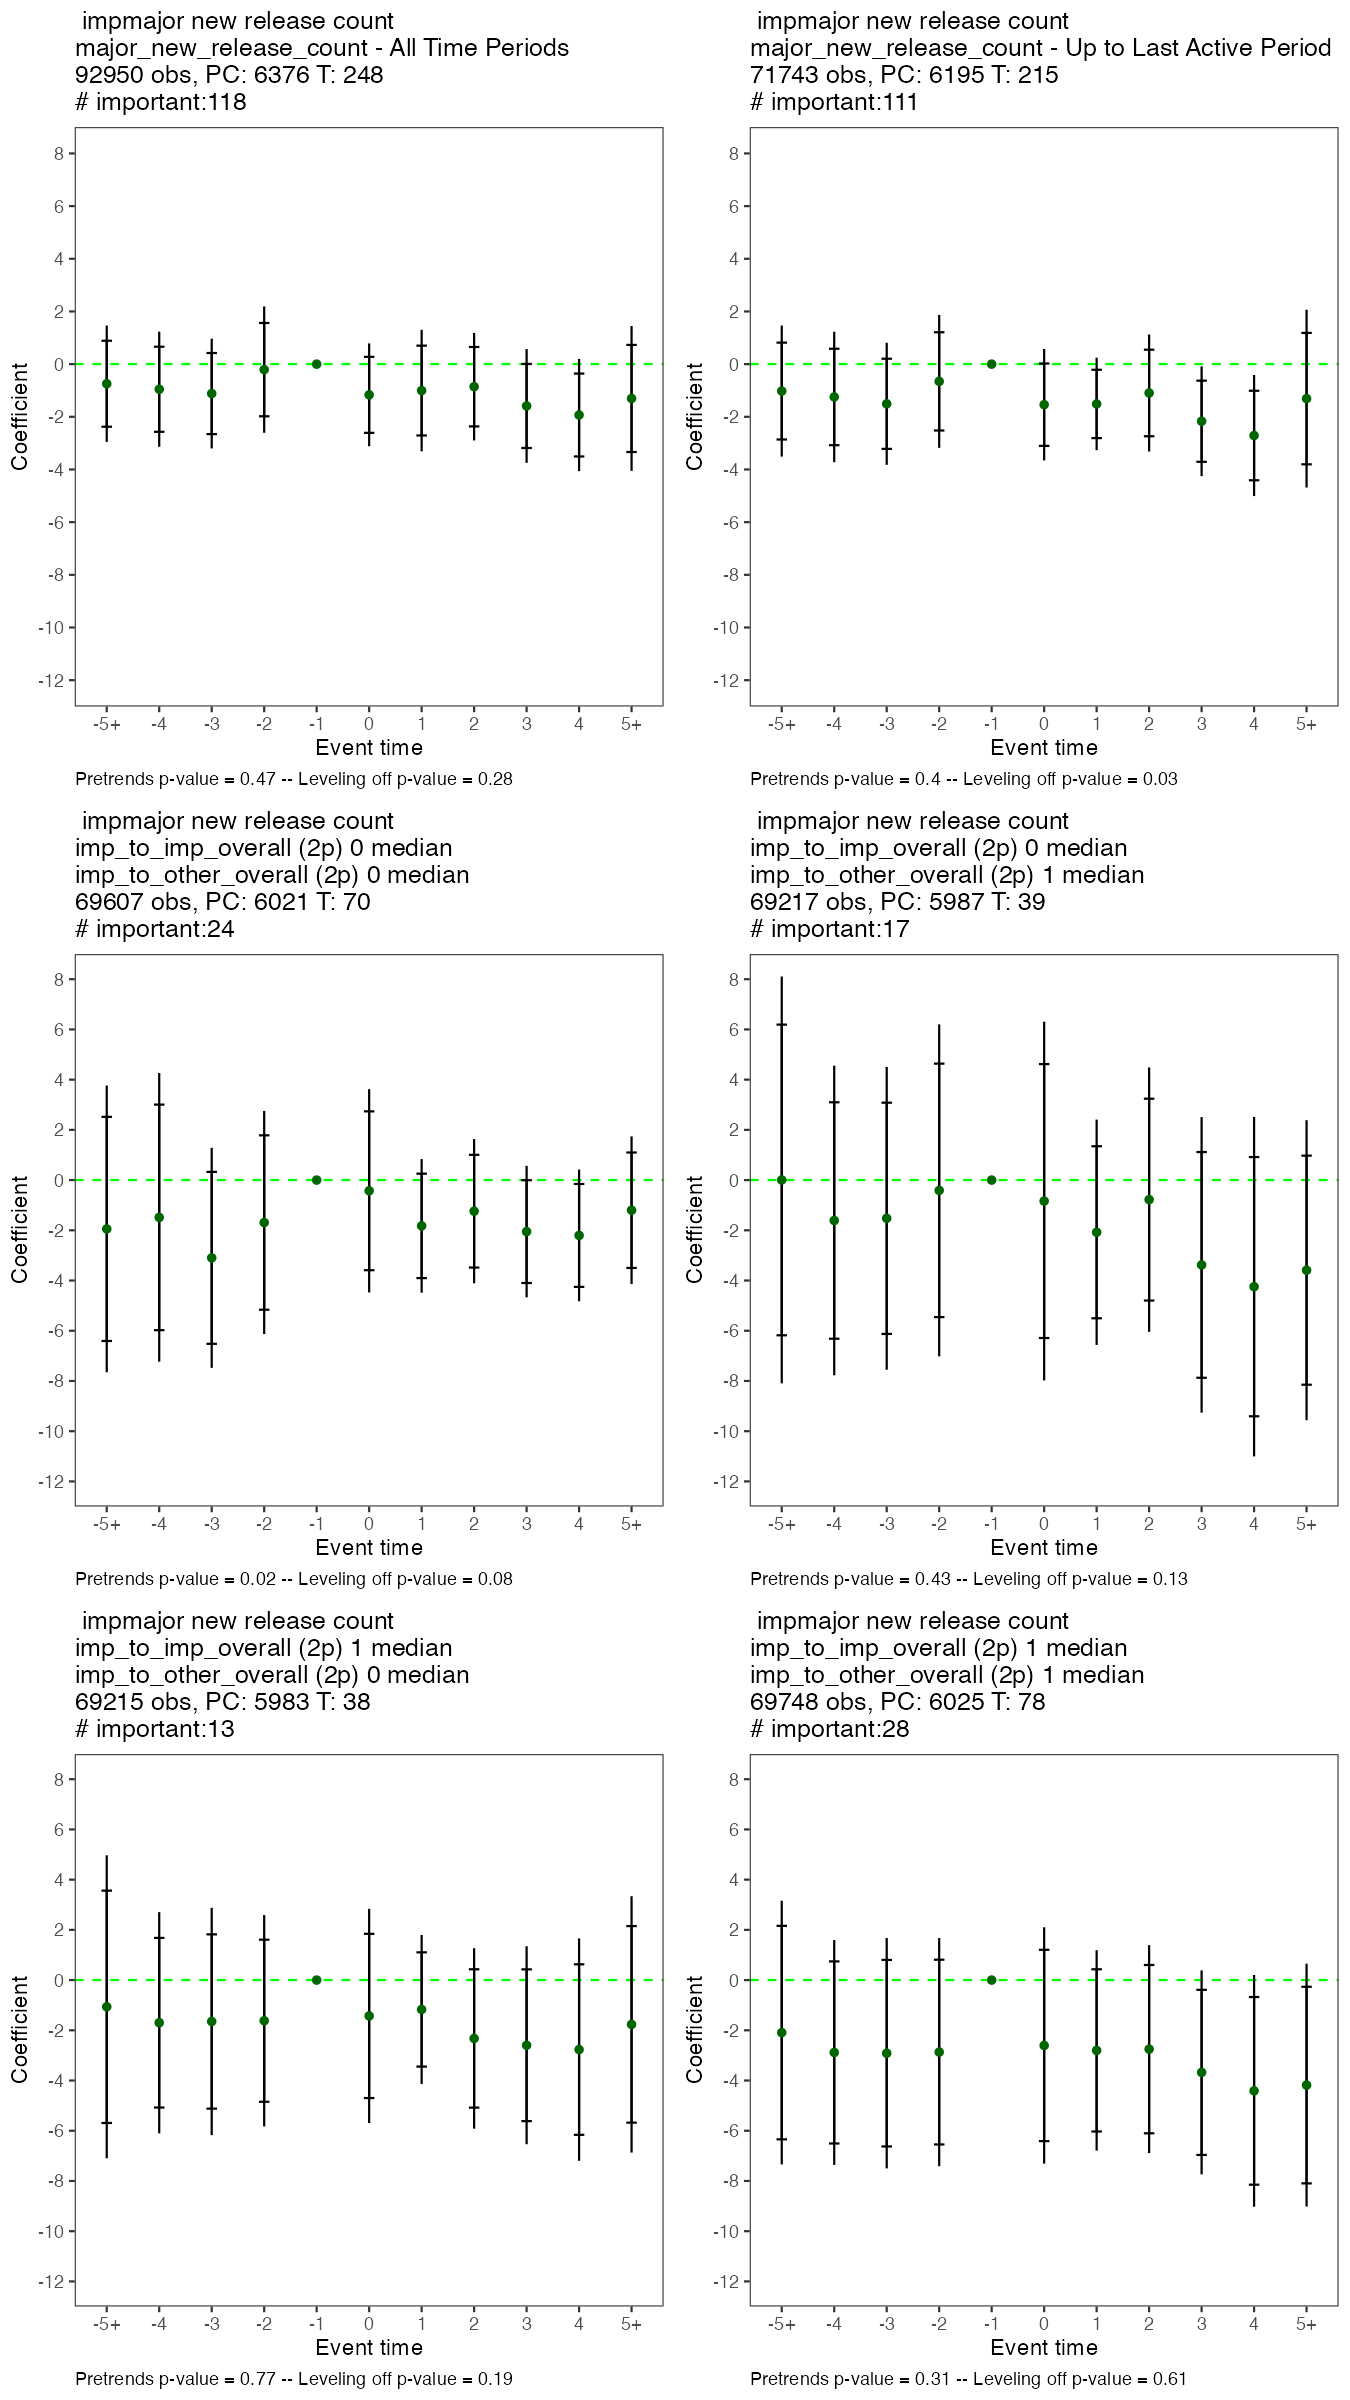 impmajor new release count
major_new_release_count - All Time Periods
92950 obs, PC: 6376 T: 248
# important:118
8
6
4
2
0
-2
-4
-6
-8
-10
-12
Coefficient
-5+ -4 -3 -2 -1 0 1 2 3 4 5+
Event time
Pretrends p-value = 0.47 -- Leveling off p-value = 0.28
impmajor new release count
major_new_release_count - Up to Last Active Period
71743 obs, PC: 6195 T: 215
# important:111
8
6
4
2
0
-2
-4
-6
-8
-10
-12
Coefficient
-5+ -4 -3 -2 -1 0 1 2 3 4 5+
Event time
Pretrends p-value = 0.4 -- Leveling off p-value = 0.03
impmajor new release count
imp_to_imp_overall (2p) 0 median
imp_to_other_overall (2p) 0 median
69607 obs, PC: 6021 T: 70
# important:24
8
6
4
2
0
-2
-4
-6
-8
-10
-12
Coefficient
-5+ -4 -3 -2 -1 0 1 2 3 4 5+
Event time
Pretrends p-value = 0.02 -- Leveling off p-value = 0.08
impmajor new release count
imp_to_imp_overall (2p) 0 median
imp_to_other_overall (2p) 1 median
69217 obs, PC: 5987 T: 39
# important:17
8
6
4
2
0
-2
-4
-6
-8
-10
-12
Coefficient
-5+ -4 -3 -2 -1 0 1 2 3 4 5+
Event time
Pretrends p-value = 0.43 -- Leveling off p-value = 0.13
impmajor new release count
imp_to_imp_overall (2p) 1 median
imp_to_other_overall (2p) 0 median
69215 obs, PC: 5983 T: 38
# important:13
8
6
4
2
0
-2
-4
-6
-8
-10
-12
Coefficient
-5+ -4 -3 -2 -1 0 1 2 3 4 5+
Event time
Pretrends p-value = 0.77 -- Leveling off p-value = 0.19
impmajor new release count
imp_to_imp_overall (2p) 1 median
imp_to_other_overall (2p) 1 median
69748 obs, PC: 6025 T: 78
# important:28
8
6
4
2
0
-2
-4
-6
-8
-10
-12
Coefficient
-5+ -4 -3 -2 -1 0 1 2 3 4 5+
Event time
Pretrends p-value = 0.31 -- Leveling off p-value = 0.61